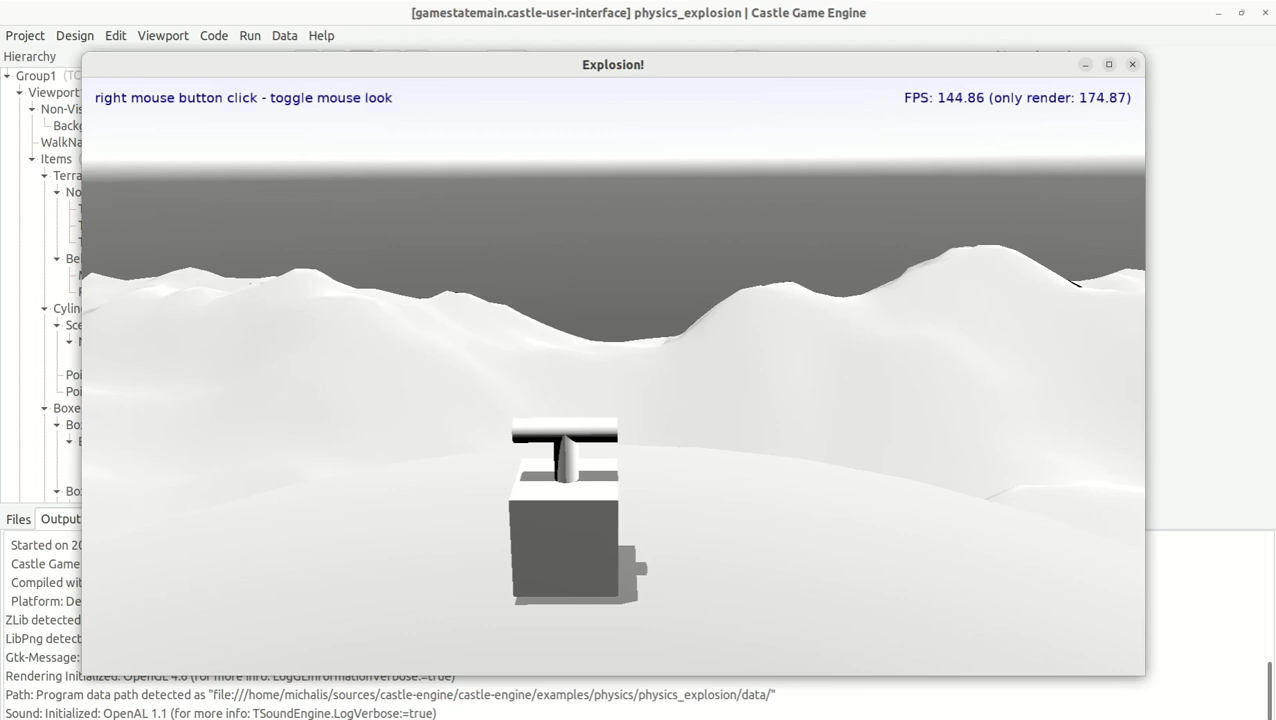 [gamestatemain.castle-user-interface] physics_explosion | Castle Game Engine
Project Design Edit Viewport Code Run Data Help
Hierarchy
Explosion!
Group1
Viewport
right mouse button click - toggle mouse look
FPS: 144.86 (only render: 174.87)
Items
Files
Output
Started on
Castle Game
Compiled
Platform:
ZLib detected
LibPng
Gtk-Message:
Rendering Initialized: OpenGL 4.6 (for more info: LogGLInformationVerbose:=true)
Path: Program data path detected as "file:///home/michalis/sources/castle-engine/castle-engine/examples/physics/physics_explosion/data/"
Sound: Initialized: OpenAL 1.1 (for more info: TSoundEngine.LogVerbose:=true)